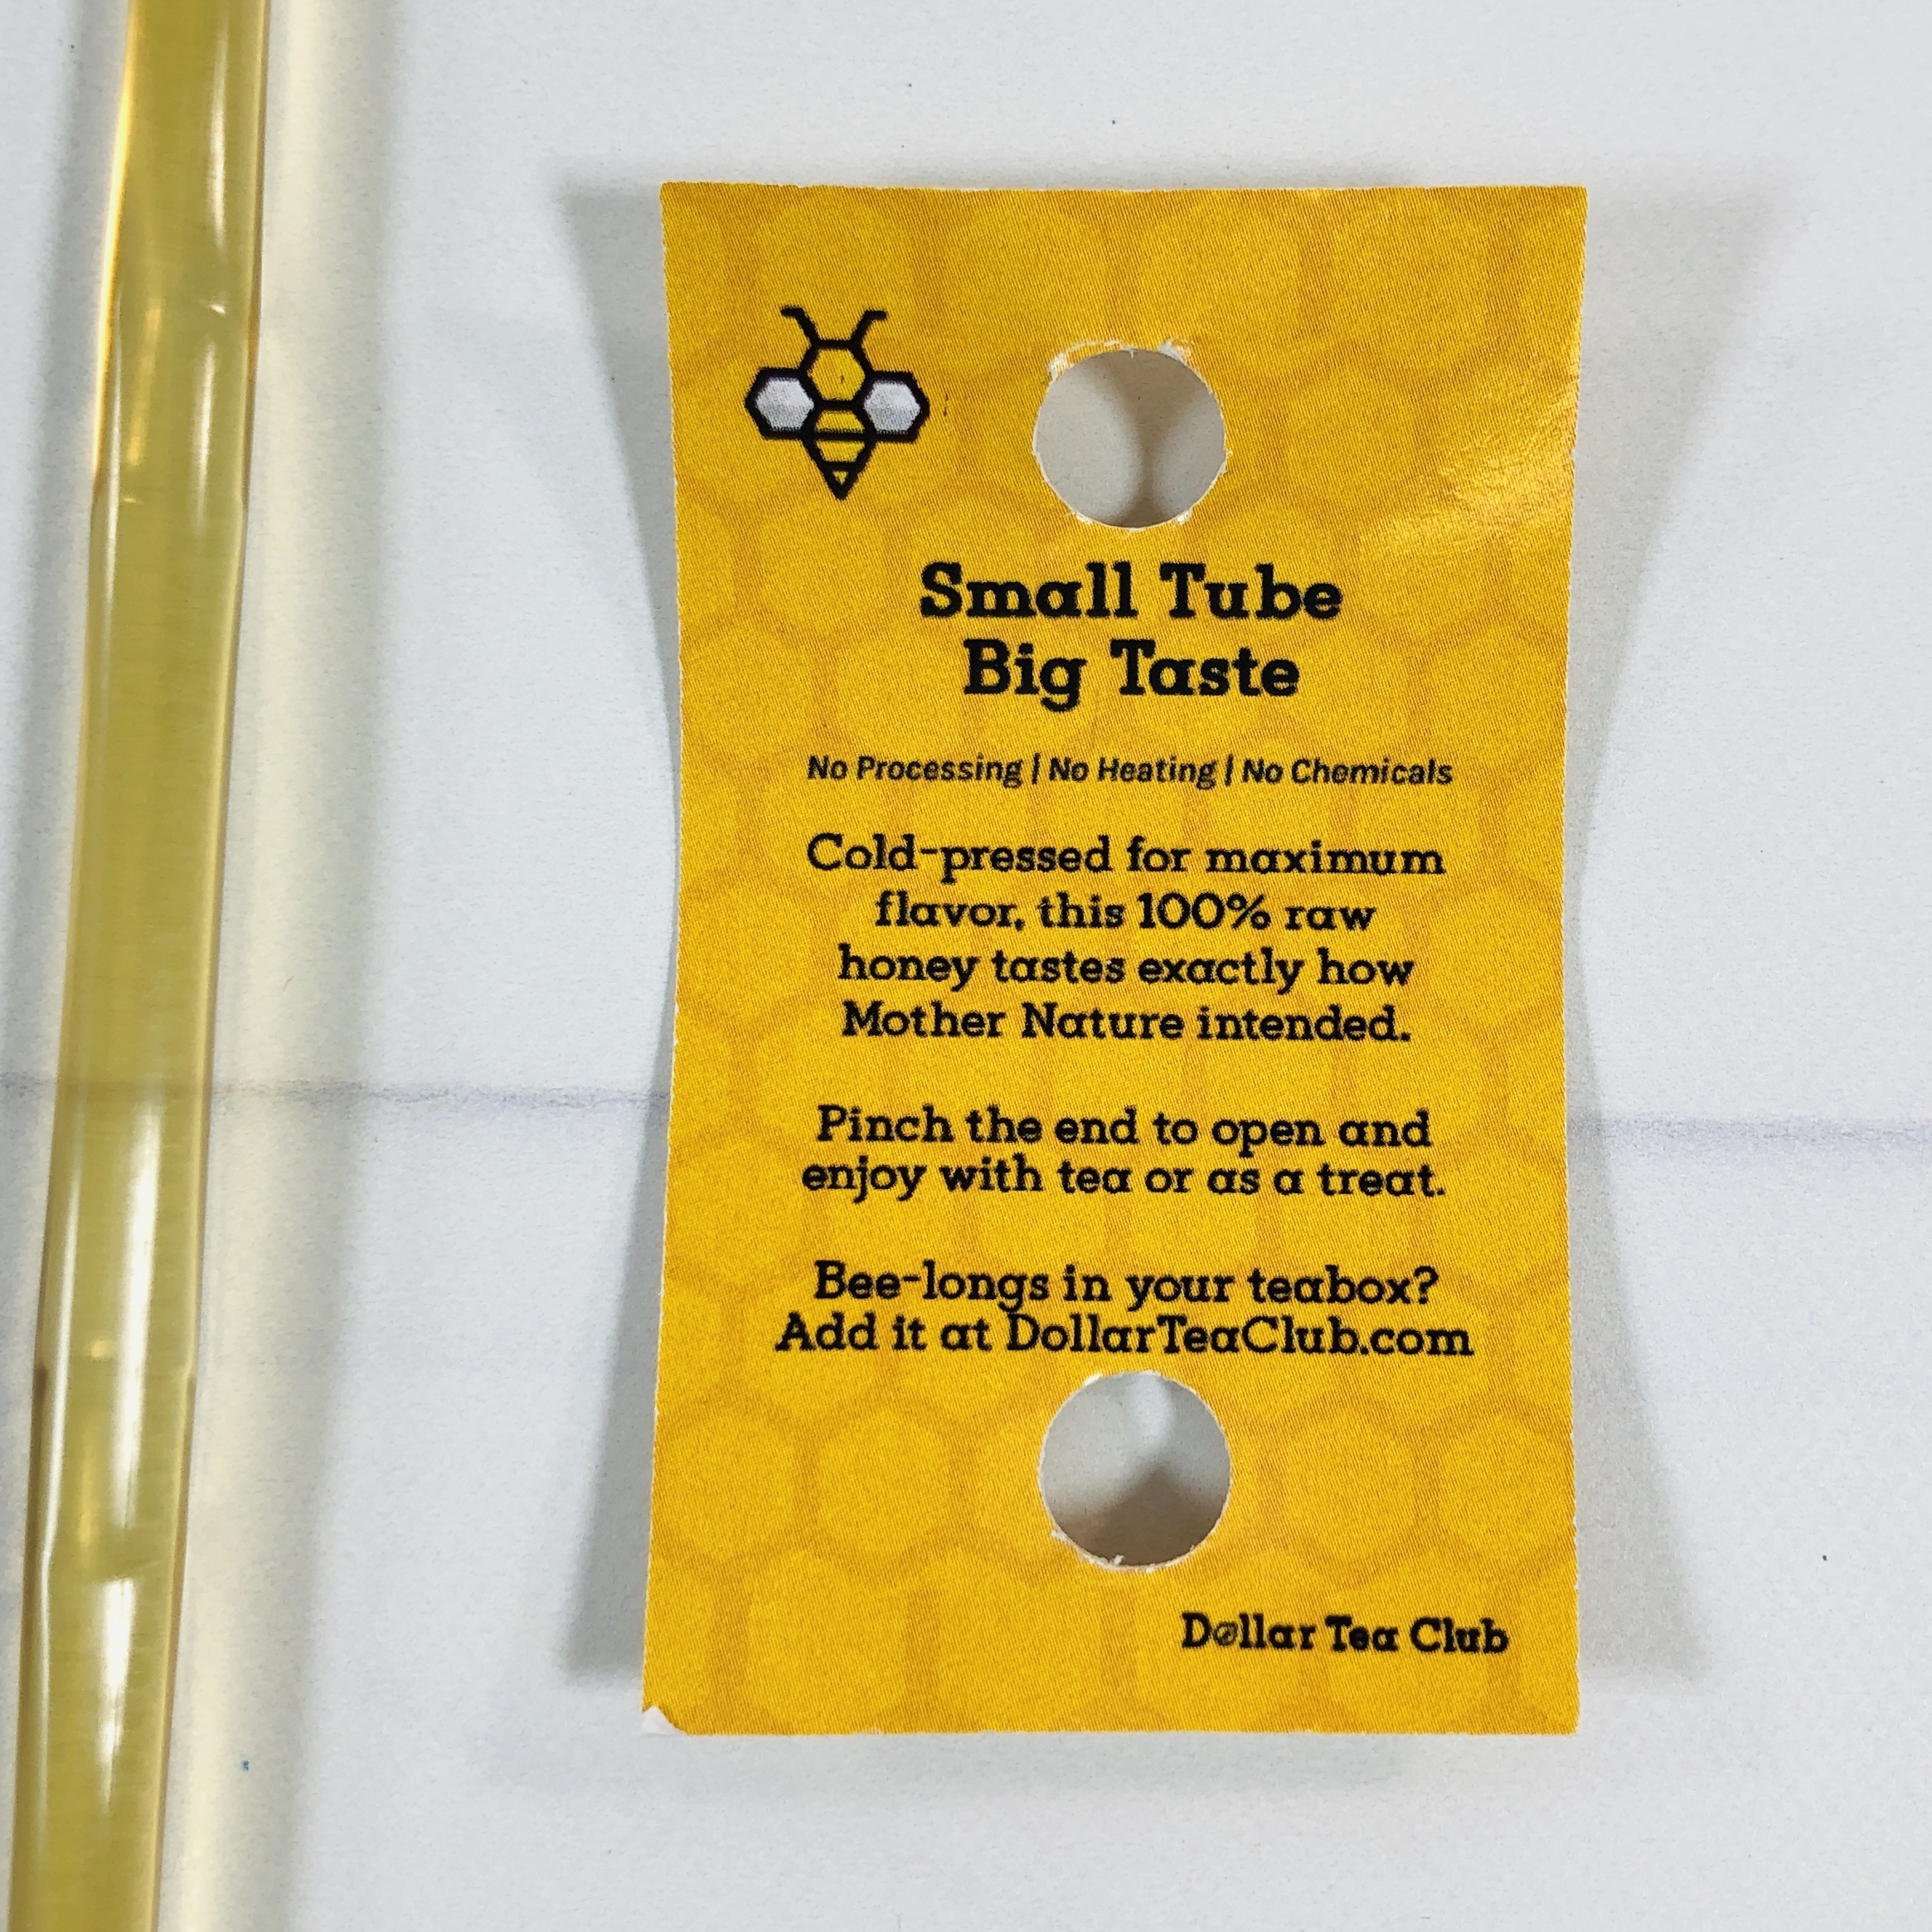 Small Tube
Big Taste
No Processing | No Heating | No Chemicals
Cold-pressed for maximum
flavor, this 100% raw
honey tastes exactly how
Mother Nature intended.
Pinch the end to open and
enjoy with tea or as a treat.
Bee-longs in your teabox?
Add it at DollarTeaClub.com
Dollar Tea Club